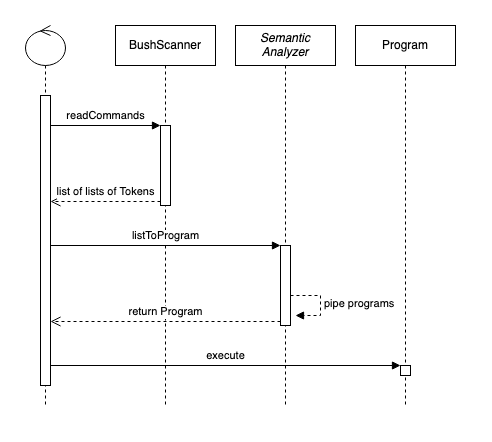 BushScanner
Semantic
Analyzer
Program
readCommands
list of lists of Tokens
listToProgram
pipe programs
return Program
execute